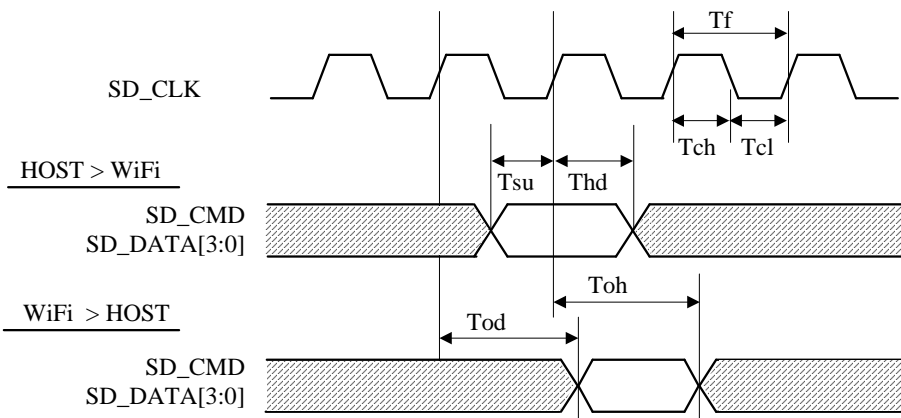 Tf
SD_CLK
Tch Tcl
HOST > WiFi
Tsu Thd
SD_CMD
SD_DATA[3:0]
Toh
WiFi > HOST
Tod
SD_CMD
SD_DATA[3:0]